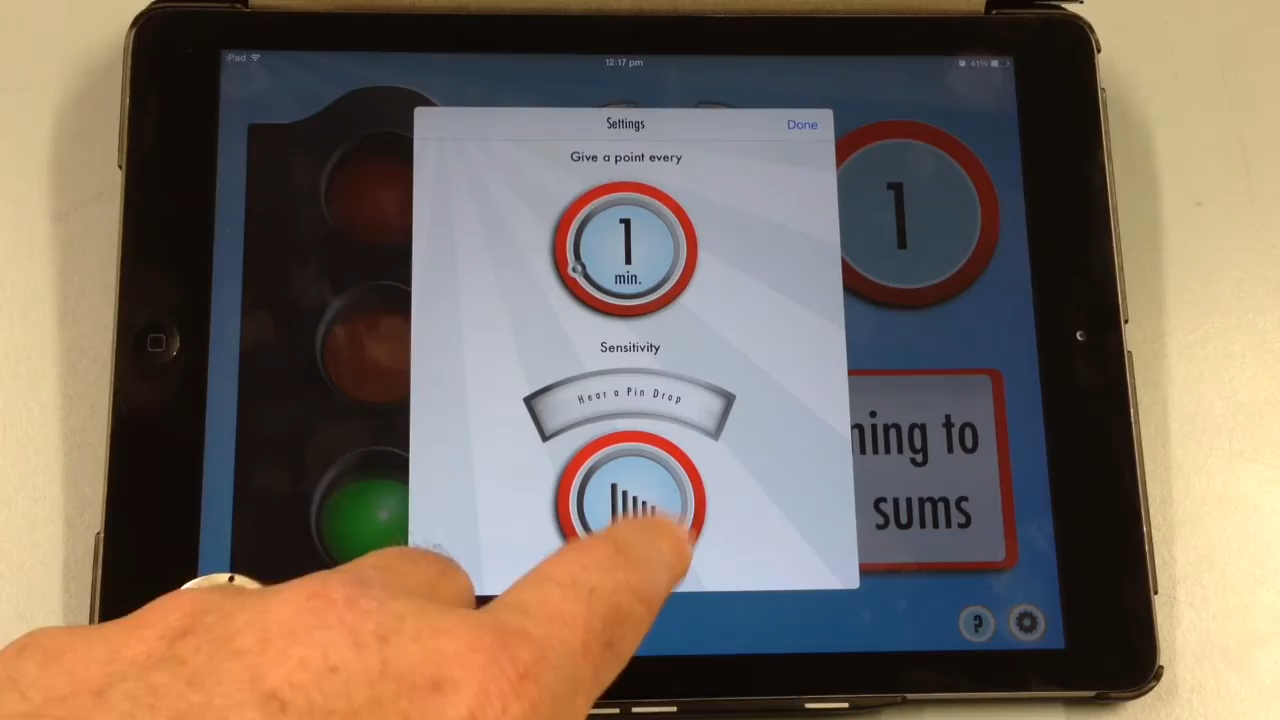 iPad
12:17 pm
41%
Settings
Done
Give a point every
1
min.
1
Sensitivity
Hear a Pin Drop
ning to
sums
?